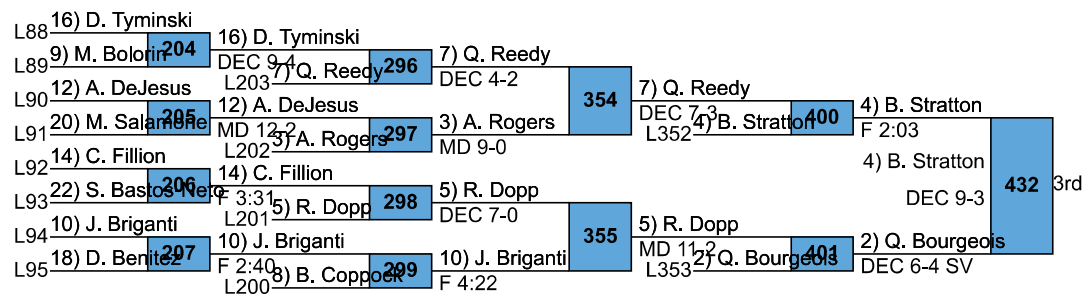 L88 16) D. Tyminski
L89 9) M. Bolorin
204
L90 12) A. DeJesus
L91 20) M. Salamone
205
L92 14) C. Fillion
L93 22) S. Bastos Neto
206
L94 10) J. Briganti
L95 18) D. Benitez
207
16) D. Tyminski
DEC 9-4
L203 7) Q. Reedy
296
12) A. DeJesus
MD 12-2
L202 3) A. Rogers
297
14) C. Fillion
F 3:31
L201 5) R. Dopp
298
10) J. Briganti
F 2:40
L200 8) B. Coppock
299
7) Q. Reedy
DEC 4-2
354
3) A. Rogers
MD 9-0
5) R. Dopp
DEC 7-0
355
10) J. Briganti
F 4:22
7) Q. Reedy
DEC 7-3
L352 4) B. Stratton
400
5) R. Dopp
MD 11-2
L353 2) Q. Bourgeois
401
4) B. Stratton
F 2:03
4) B. Stratton
DEC 9-3
432
3rd
2) Q. Bourgeois
DEC 6-4 SV